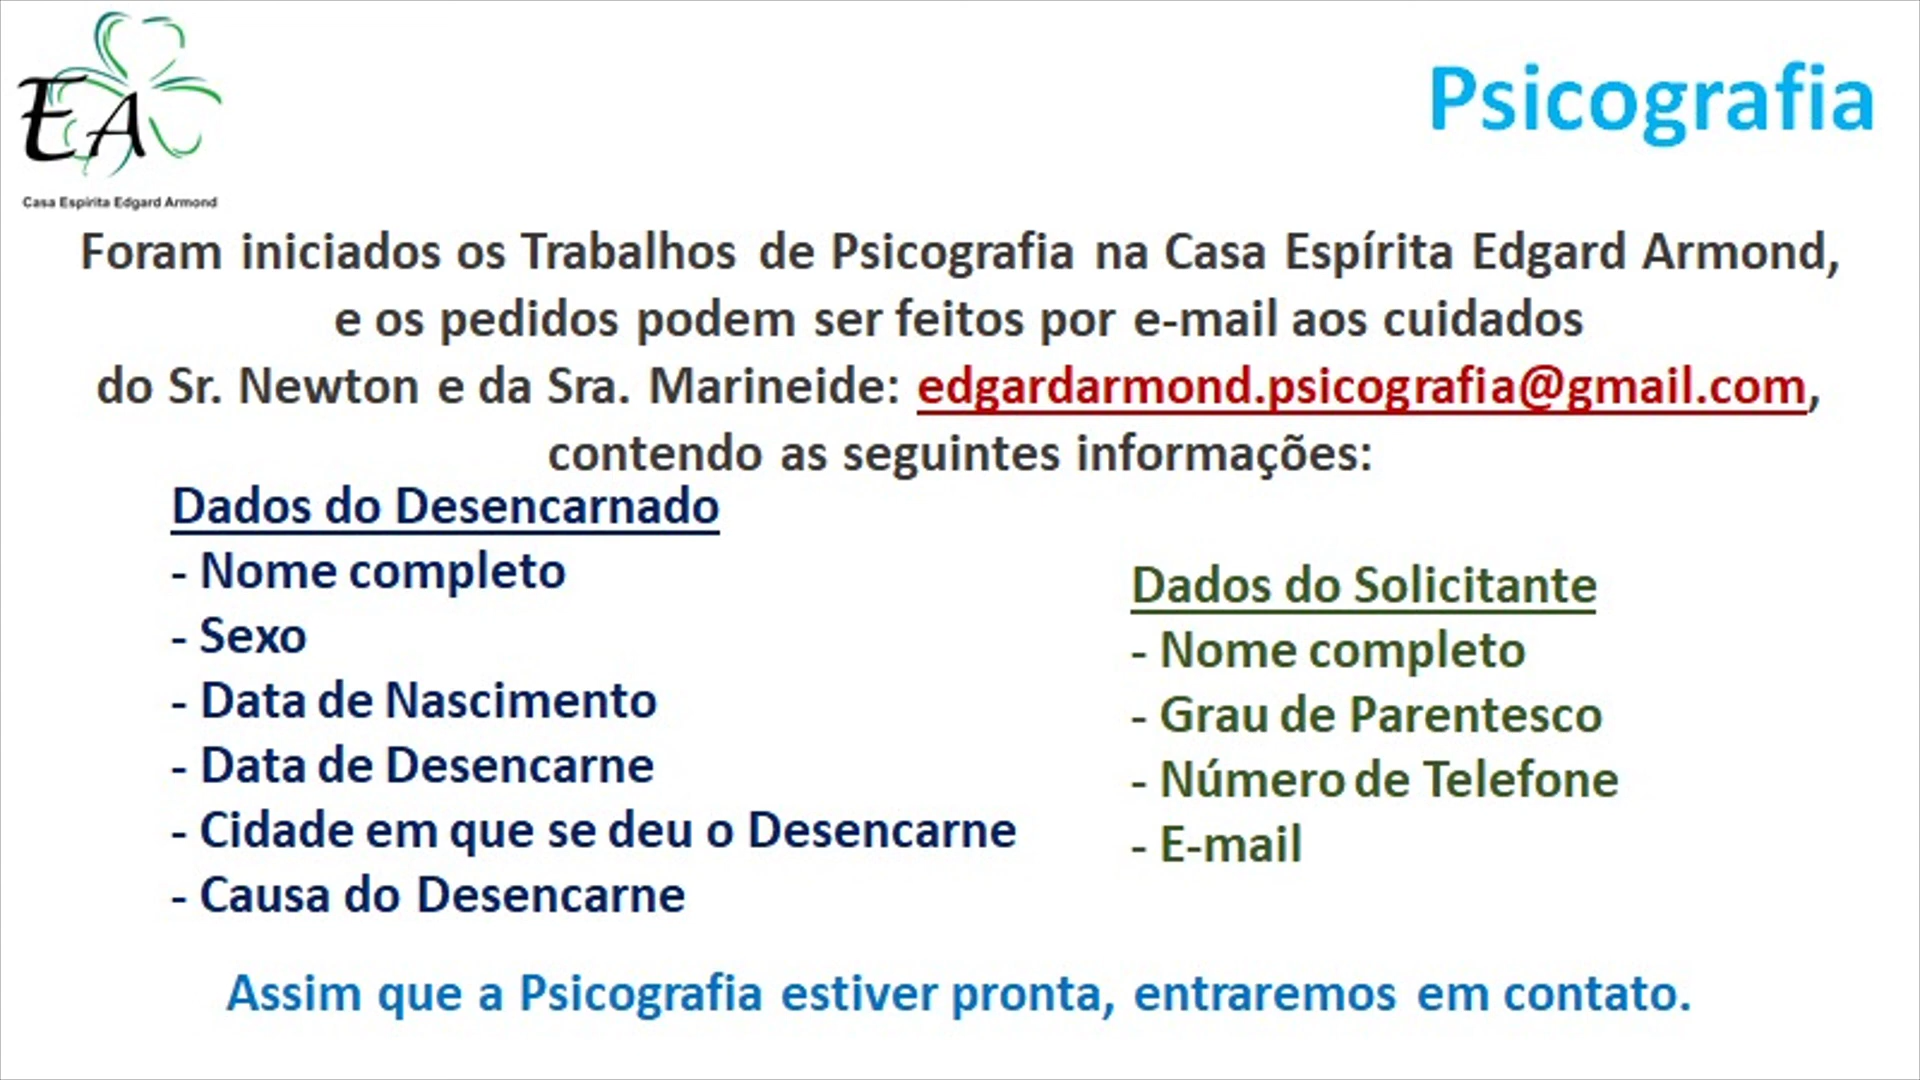 EA
Casa Espírita Edgard Armond
Psicografia
Foram iniciados os Trabalhos de Psicografia na Casa Espírita Edgard Armond,
e os pedidos podem ser feitos por e-mail aos cuidados
do Sr. Newton e da Sra. Marineide: edgardarmond.psicografia@gmail.com,
contendo as seguintes informações:
Dados do Desencarnado
- Nome completo
- Sexo
- Data de Nascimento
- Data de Desencarne
- Cidade em que se deu o Desencarne
- Causa do Desencarne
Dados do Solicitante
- Nome completo
- Grau de Parentesco
- Número de Telefone
- E-mail
Assim que a Psicografia estiver pronta, entraremos em contato.